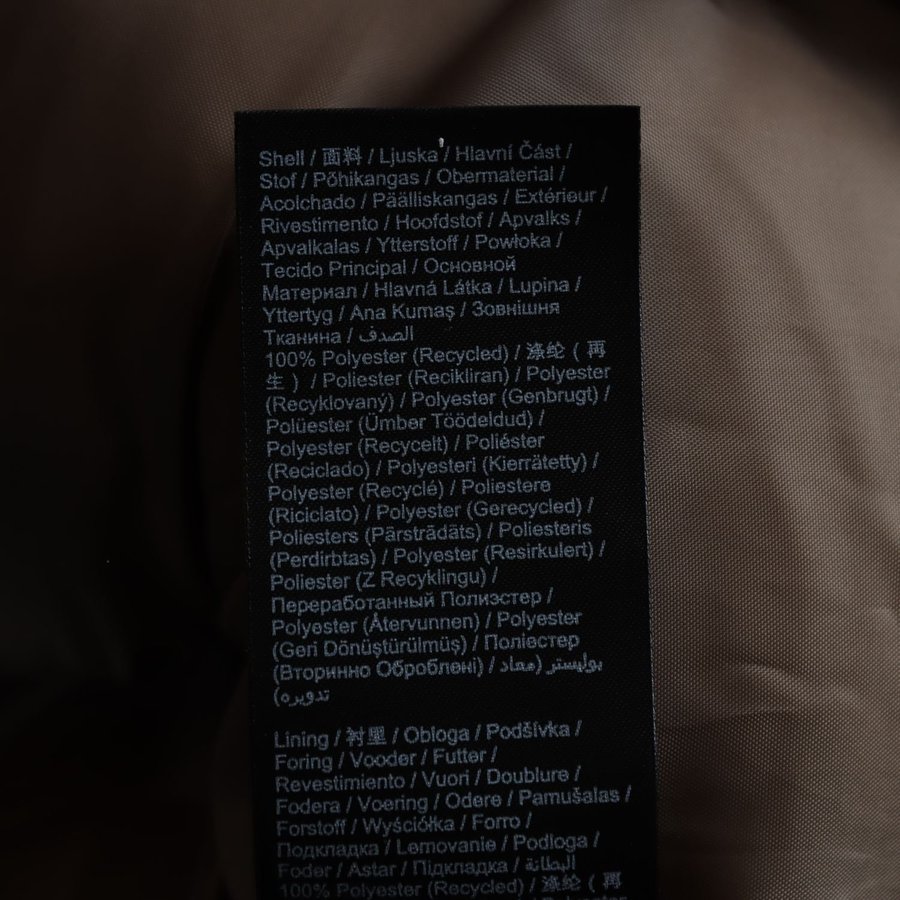 Shell / 面料 / Ljuska / Hlavní Část /
Stof / Põhikangas / Obermaterial /
Acolchado / Päälliskangas / Extérieur /
Rivestimento / Hoofdstof / Apvalks /
Apvalkalas / Ytterstoff / Powłoka /
Tecido Principal / Основной
Материал / Hlavná Látka / Lupina /
Yttertyg / Ana Kumaş / Зовнішня
Тканина / الصدف
100% Polyester (Recycled) / 涤纶 ( 再
生 ) / Poliester (Recikliran) / Polyester
(Recyklovaný) / Polyester (Genbrugt) /
Polüester (Ümber Töödeldud) /
Polyester (Recycelt) / Poliéster
(Reciclado) / Polyesteri (Kierrätetty) /
Polyester (Recyclé) / Poliestere
(Riciclato) / Polyester (Gerecycled) /
Poliesters (Pārstrādāts) / Poliesteris
(Perdirbtas) / Polyester (Resirkulert) /
Poliester (Z Recyklingu) /
Переработанный Полиэстер /
Polyester (Återvunnen) / Polyester
(Geri Dönüştürülmüş) / Поліестер
(Вторинно Оброблені) / بوليستر (معاد
تدويره)
Lining / 衬里 / Obloga / Podšívka /
Foring / Vooder / Futter /
Revestimiento / Vuori / Doublure /
Fodera / Voering / Odere / Pamušalas /
Forstoff / Wyściółka / Forro /
Подкладка / Lemovanie / Podloga /
Foder / Astar / Підкладка / البطانة
100% Polyester (Recycled) / 涤纶 ( 再